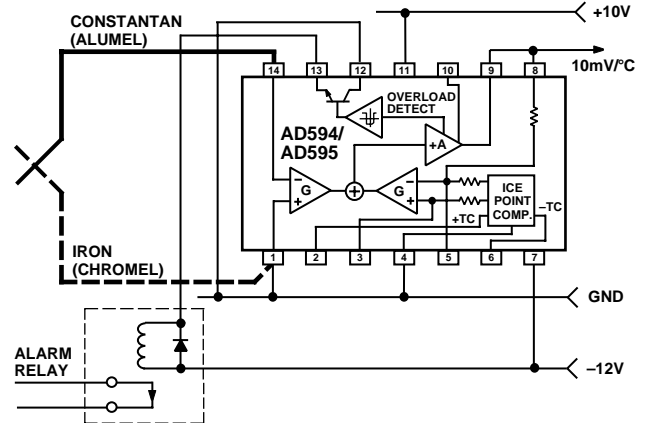 CONSTANTAN
(ALUMEL)
+10V
10mV/°C
14 13 12 11 10 9 8
OVERLOAD
DETECT
AD594/
AD595
+A
– G +
– G +
ICE
POINT
COMP.
+TC
–TC
IRON
(CHROMEL)
1 2 3 4 5 6 7
GND
–12V
ALARM
RELAY